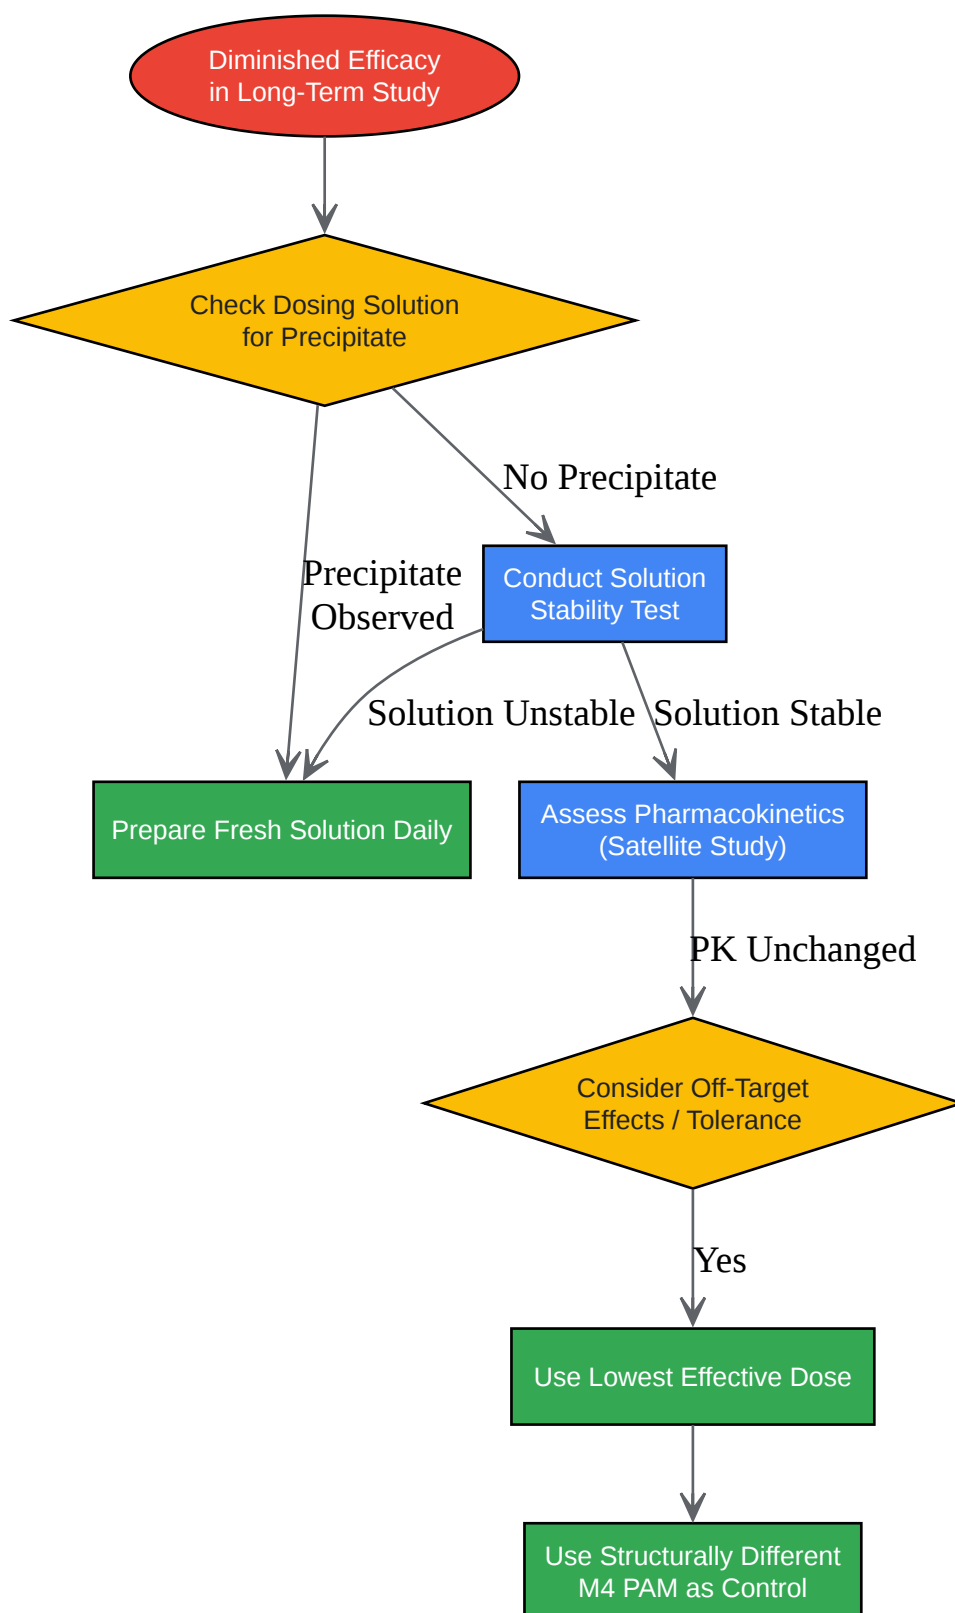 Diminished Efficacy
in Long-Term Study
Check Dosing Solution
for Precipitate
No Precipitate
Precipitate
Observed
Conduct Solution
Stability Test
Solution Unstable
Solution Stable
Prepare Fresh Solution Daily
Assess Pharmacokinetics
(Satellite Study)
PK Unchanged
Consider Off-Target
Effects / Tolerance
Yes
Use Lowest Effective Dose
Use Structurally Different
M4 PAM as Control